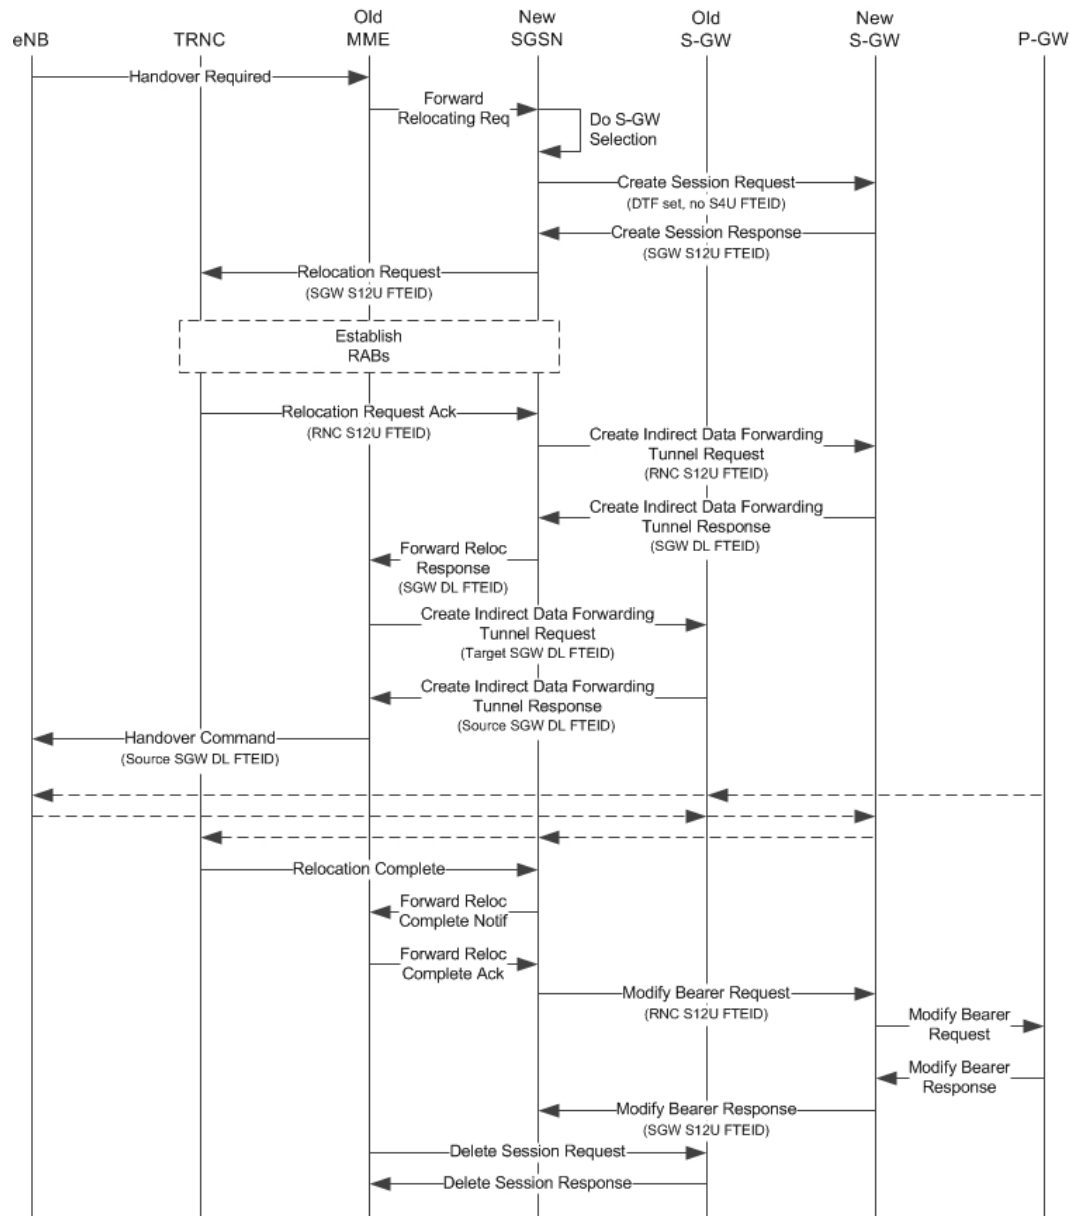 Old
New
Old
New
eNB
TRNC
MME
SGSN
S-GW
S-GW
P-GW
Handover Required
Forward
Relocating Req
Do S-GW
Selection
Create Session Request
(DTF set, no S4U FTEID)
Create Session Response
(SGW S12U FTEID)
Relocation Request
(SGW S12U FTEID)
Establish
RABs
Relocation Request Ack
(RNC S12U FTEID)
Create Indirect Data Forwarding
Tunnel Request
(RNC S12U FTEID)
Create Indirect Data Forwarding
Tunnel Response
(SGW DL FTEID)
Forward Reloc
Response
(SGW DL FTEID)
Create Indirect Data Forwarding
Tunnel Request
(Target SGW DL FTEID)
Create Indirect Data Forwarding
Tunnel Response
(Source SGW DL FTEID)
Handover Command
(Source SGW DL FTEID)
Relocation Complete
Forward Reloc
Complete Notif
Forward Reloc
Complete Ack
Modify Bearer Request
(RNC S12U FTEID)
Modify Bearer
Request
Modify Bearer
Response
Modify Bearer Response
(SGW S12U FTEID)
Delete Session Request
Delete Session Response